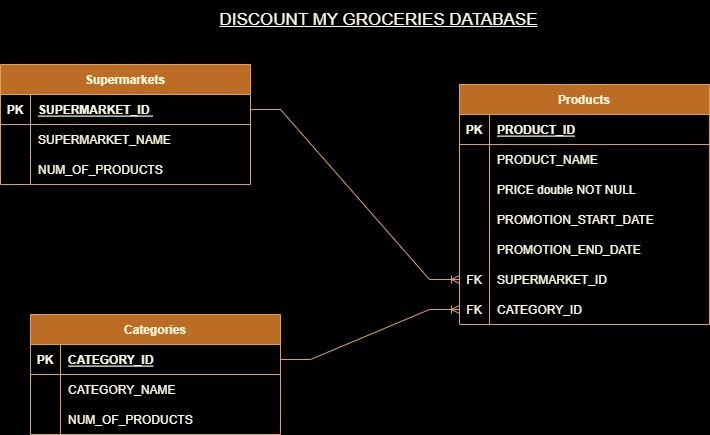 DISCOUNT MY GROCERIES DATABASE
Supermarkets
PK SUPERMARKET_ID
SUPERMARKET_NAME
NUM_OF_PRODUCTS
Products
PK PRODUCT_ID
PRODUCT_NAME
PRICE double NOT NULL
PROMOTION_START_DATE
PROMOTION_END_DATE
FK SUPERMARKET_ID
FK CATEGORY_ID
Categories
PK CATEGORY_ID
CATEGORY_NAME
NUM_OF_PRODUCTS